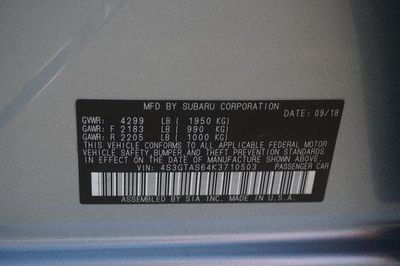 MFD BY SUBARU CORPORATION
DATE 09/18
GVWR: 4299 LB ( 1950 KG)
GAWR: F 2183 LB ( 990 KG)
GAWR: R 2205 LB ( 1000 KG)
THIS VEHICLE CONFORMS TO ALL APPLICABLE FEDERAL MOTOR
VEHICLE SAFETY,BUMPER,AND THEFT PREVENTION STANDARDS
IN EFFECT ON THE DATE OF MANUFACTURE SHOWN ABOVE.
VIN: 4S3GTAS64K3710503 PASSENGER CAR
ASSEMBLED BY SIA INC. IN U.S.A.